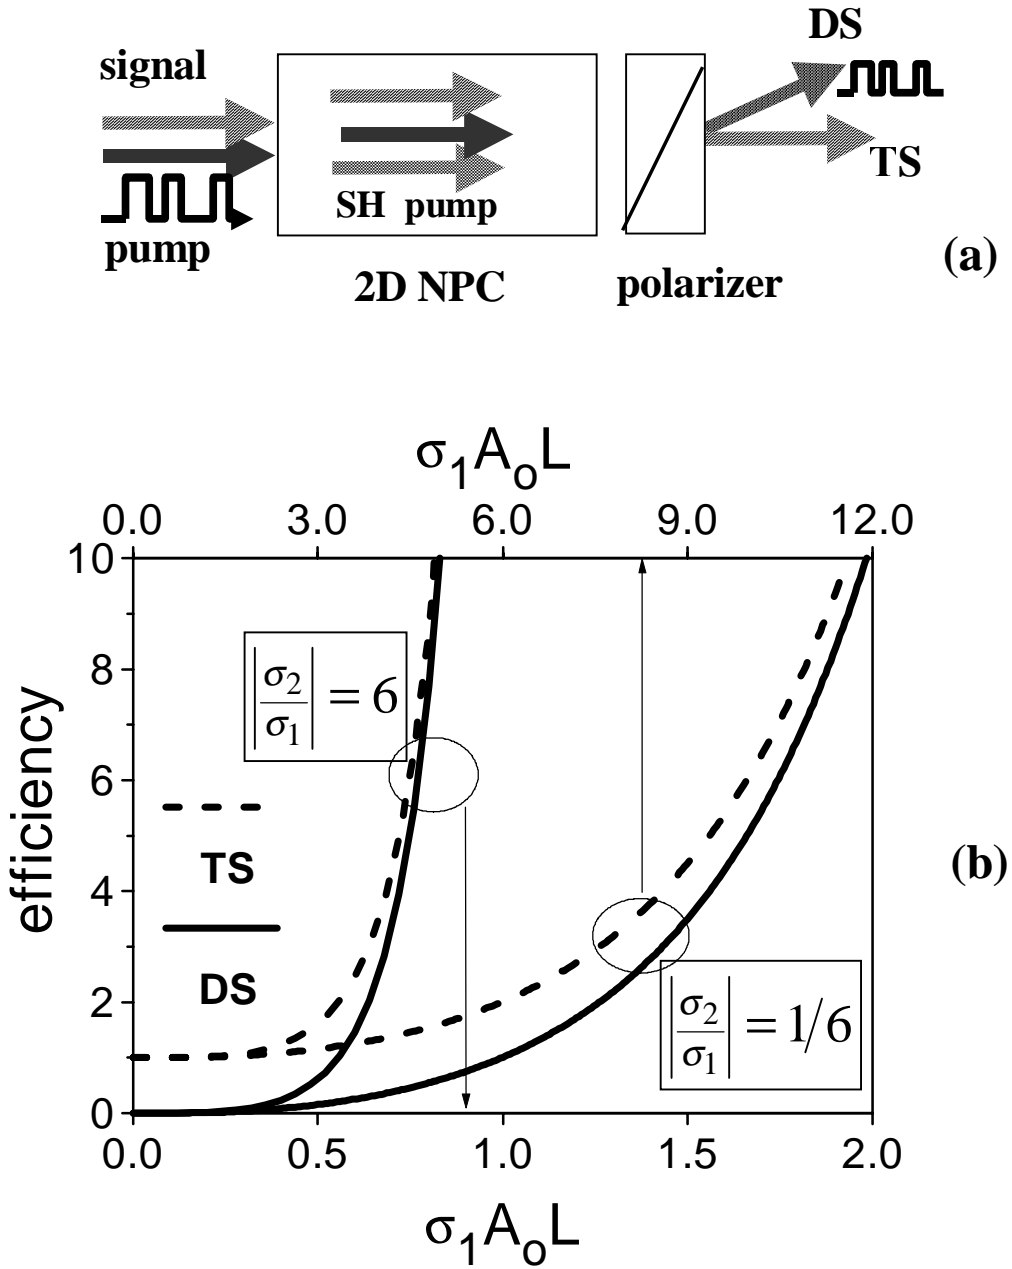 DS
signal
TS
SH pump
pump
(a)
2D NPC
polarizer
σ₁AₒL
0.0 3.0 6.0 9.0 12.0
10
8
|σ₂/σ₁| = 6
6
efficiency
TS
(b)
4
DS
2
|σ₂/σ₁| = 1/6
0
0.0 0.5 1.0 1.5 2.0
σ₁AₒL